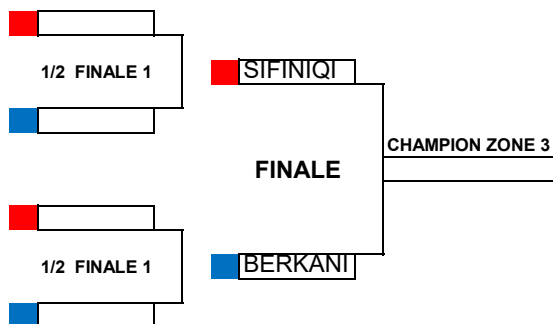 1/2 FINALE 1
SIFINIQI
CHAMPION ZONE 3
FINALE
1/2 FINALE 1
BERKANI